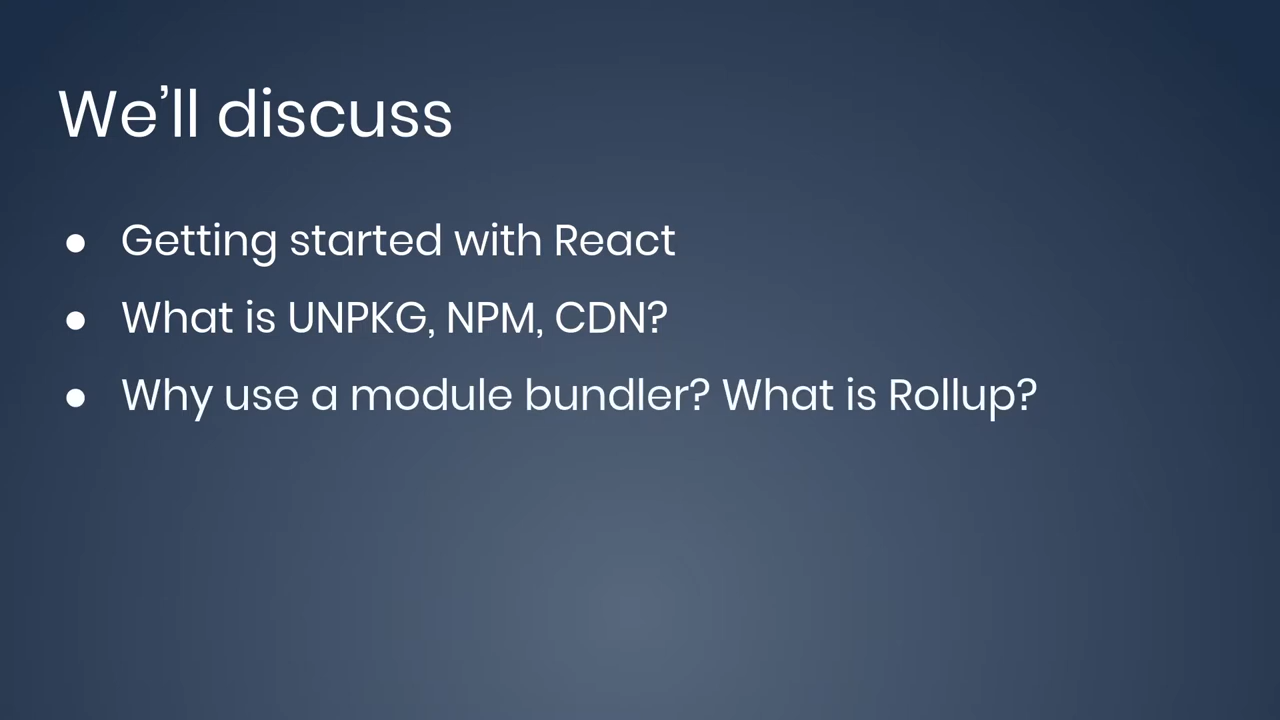 We’ll discuss
● Getting started with React
● What is UNPKG, NPM, CDN?
● Why use a module bundler? What is Rollup?